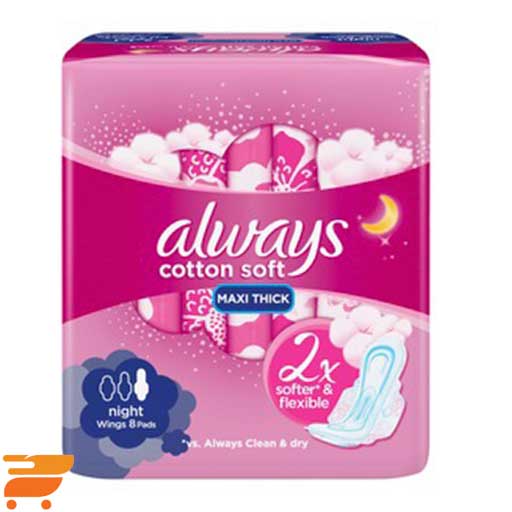 always
cotton soft
MAXI THICK
2x
softer* &
flexible
night
Wings 8 Pads
*vs. Always Clean & dry